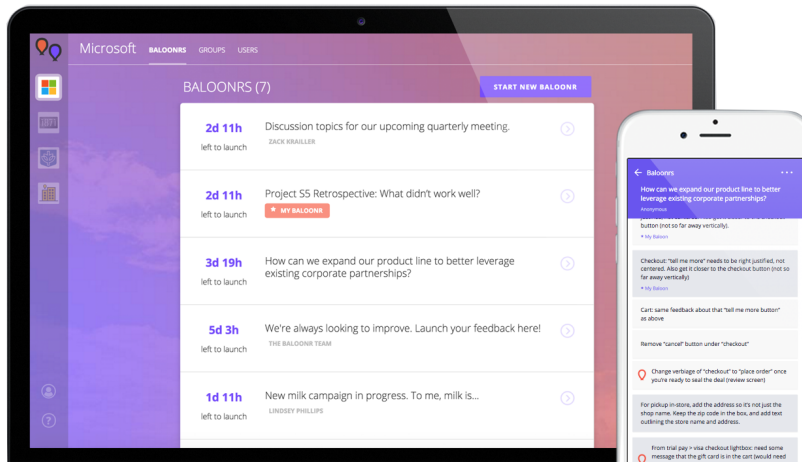 Microsoft BALOONRS GROUPS USERS
BALOONRS (7)
START NEW BALOONR
2d 11h
left to launch
Discussion topics for our upcoming quarterly meeting.
ZACK KRAILLER
2d 11h
left to launch
Project S5 Retrospective: What didn't work well?
MY BALOONR
3d 19h
left to launch
How can we expand our product line to better leverage
existing corporate partnerships?
5d 3h
left to launch
We're always looking to improve. Launch your feedback here!
THE BALOONR TEAM
1d 11h
left to launch
New milk campaign in progress. To me, milk is...
LINDSEY PHILLIPS
?
Baloonrs
How can we expand our product line to better
leverage existing corporate partnerships?
Anonymous
button (not so far away vertically).
My Baloon
Checkout: "tell me more" needs to be right justified, not
centered. Also get it closer to the checkout button (not so
far away vertically)
My Baloon
Cart: same feedback about that "tell me more button"
as above
Remove "cancel" button under "checkout"
Change verbiage of "checkout" to "place order" once
you're ready to seal the deal (review screen)
For pickup in-store, add the address so it's not just the
shop name. Keep the zip code in the box, and add text
outlining the store name and address.
From trial pay > visa checkout lightbox: need some
message that the gift card is in the cart (would need